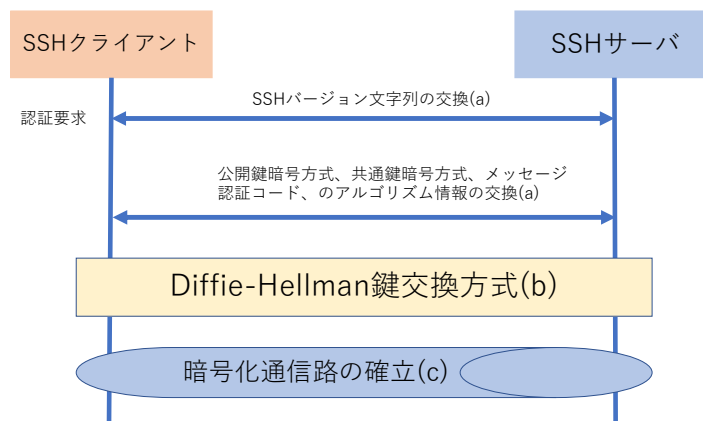 SSHクライアント
SSHサーバ
SSHバージョン文字列の交換(a)
認証要求
公開鍵暗号方式、共通鍵暗号方式、メッセージ
認証コード、のアルゴリズム情報の交換(a)
Diffie-Hellman鍵交換方式(b)
暗号化通信路の確立(c)